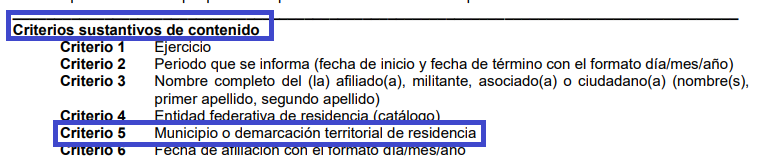 Criterios sustantivos de contenido
Criterio 1 Ejercicio
Criterio 2 Periodo que se informa (fecha de inicio y fecha de término con el formato día/mes/año)
Criterio 3 Nombre completo del (la) afiliado(a), militante, asociado(a) o ciudadano(a) (nombre(s),
primer apellido, segundo apellido)
Criterio 4 Entidad federativa de residencia (catálogo)
Criterio 5 Municipio o demarcación territorial de residencia
Criterio 6 Fecha de afiliación con el formato día/mes/año